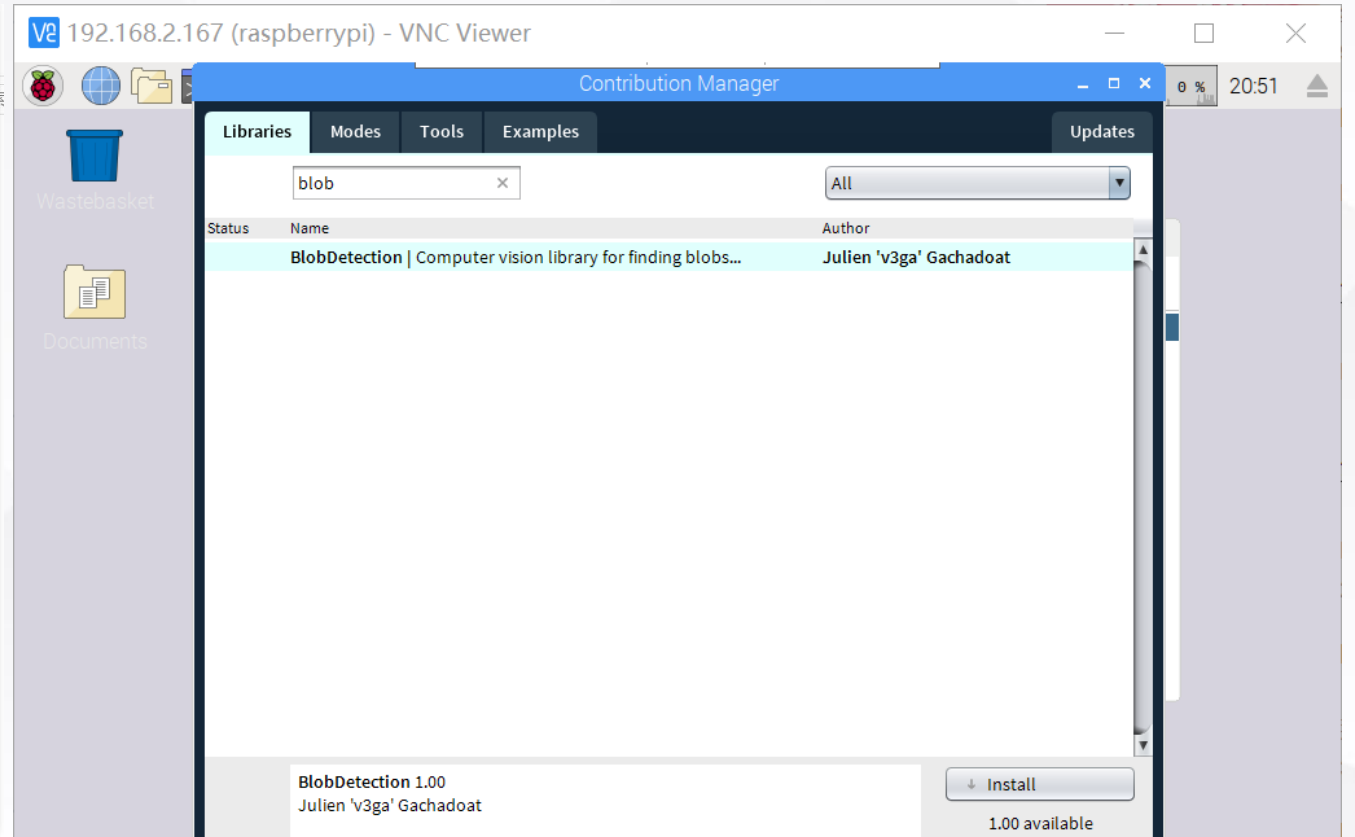 V2 192.168.2.167 (raspberrypi) - VNC Viewer
Contribution Manager
0 % 20:51
Libraries Modes Tools Examples Updates
blob All
Wastebasket
Status Name Author
BlobDetection | Computer vision library for finding blobs... Julien 'v3ga' Gachadoat
Documents
BlobDetection 1.00
Install
Julien 'v3ga' Gachadoat
1.00 available